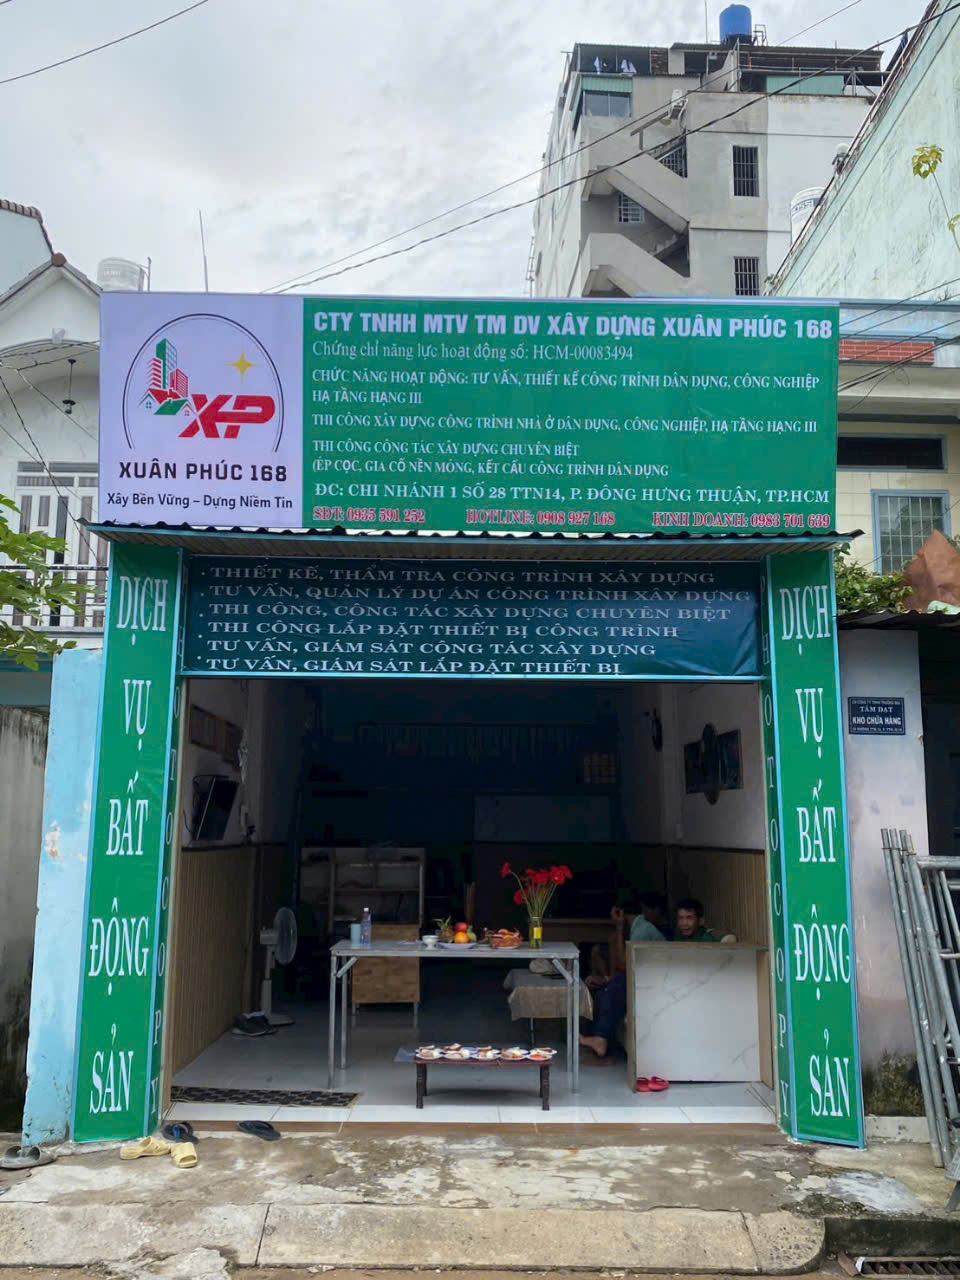 XP
XUÂN PHÚC 168
Xây Bền Vững – Dựng Niềm Tin
CTY TNHH MTV TM DV XÂY DỰNG XUÂN PHÚC 168
Chứng chỉ năng lực hoạt động số: HCM-00083494
CHỨC NĂNG HOẠT ĐỘNG: TƯ VẤN, THIẾT KẾ CÔNG TRÌNH DÂN DỤNG, CÔNG NGHIỆP
HẠ TẦNG HẠNG III
THI CÔNG XÂY DỰNG CÔNG TRÌNH NHÀ Ở DÂN DỤNG, CÔNG NGHIỆP, HẠ TẦNG HẠNG III
THI CÔNG CÔNG TÁC XÂY DỰNG CHUYÊN BIỆT
(ÉP CỌC, GIA CỐ NỀN MÓNG, KẾT CẤU CÔNG TRÌNH DÂN DỤNG
ĐC: CHI NHÁNH 1 SỐ 28 TTN14, P. ĐÔNG HƯNG THUẬN, TP.HCM
SĐT: 0935 591 252 HOTLINE: 0908 927 168 KINH DOANH: 0983 701 639
• THIẾT KẾ, THẨM TRA CÔNG TRÌNH XÂY DỰNG
• TƯ VẤN, QUẢN LÝ DỰ ÁN CÔNG TRÌNH XÂY DỰNG
THI CÔNG, CÔNG TÁC XÂY DỰNG CHUYÊN BIỆT
• THI CÔNG LẮP ĐẶT THIẾT BỊ CÔNG TRÌNH
• TƯ VẤN, GIÁM SÁT CÔNG TÁC XÂY DỰNG
• TƯ VẤN, GIÁM SÁT LẮP ĐẶT THIẾT BỊ
DỊCH
VỤ
BẤT
ĐỘNG
SẢN
PHOTOCOPY
PHOTOCOPY
DỊCH
VỤ
BẤT
ĐỘNG
SẢN
TÂM ĐẠT
KHO CHỨA HÀNG